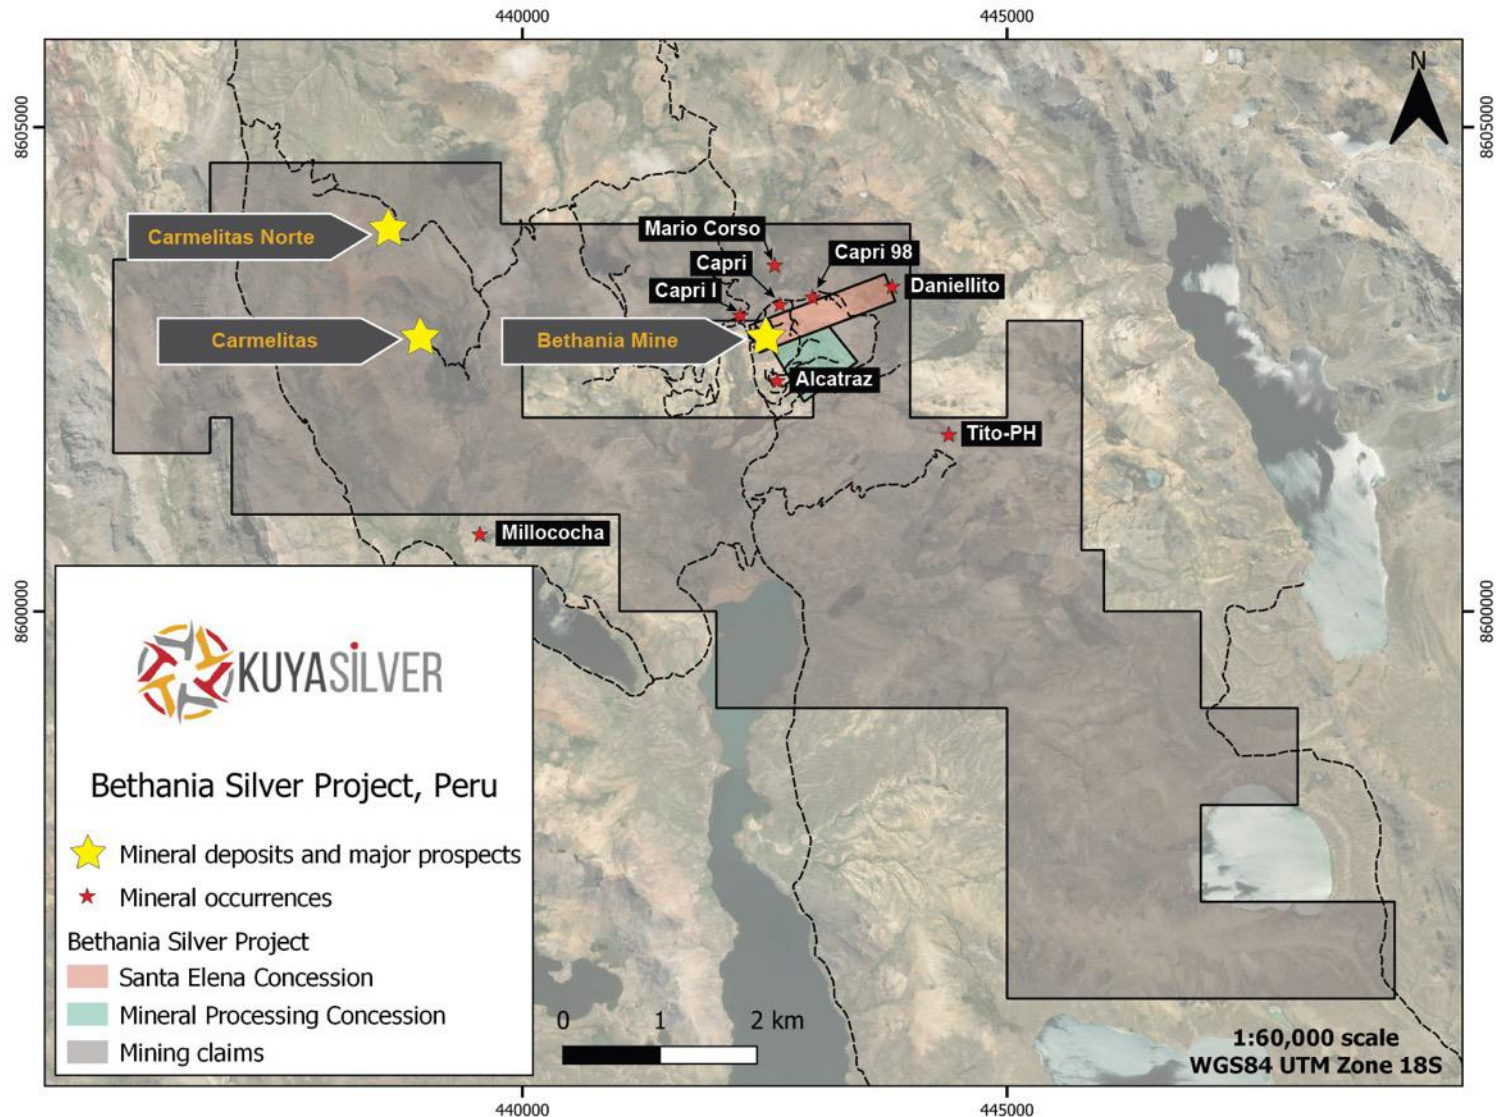 440000
445000
N
8605000
8605000
Carmelitas Norte
Mario Corso
Capri
Capri 98
Capri I
Daniellito
Carmelitas
Bethania Mine
Alcatraz
Tito-PH
Millococha
8600000
8600000
KUYASILVER
Bethania Silver Project, Peru
Mineral deposits and major prospects
Mineral occurrences
Bethania Silver Project
Santa Elena Concession
Mineral Processing Concession
Mining claims
0 1 2 km
1:60,000 scale
WGS84 UTM Zone 18S
440000
445000